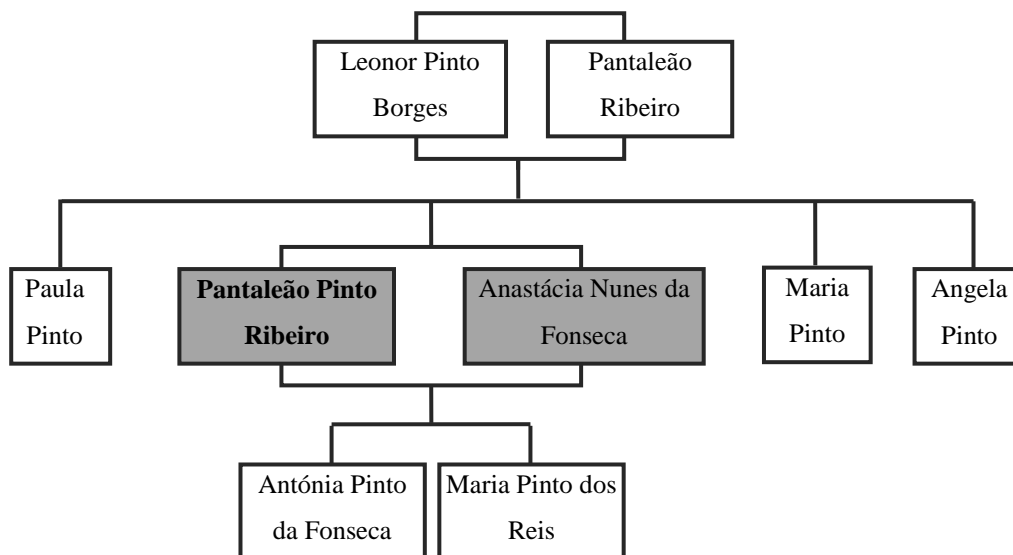 Leonor Pinto
Borges
Pantaleão
Ribeiro
Paula
Pinto
Pantaleão Pinto
Ribeiro
Anastácia Nunes da
Fonseca
Maria
Pinto
Angela
Pinto
Antónia Pinto
da Fonseca
Maria Pinto dos
Reis